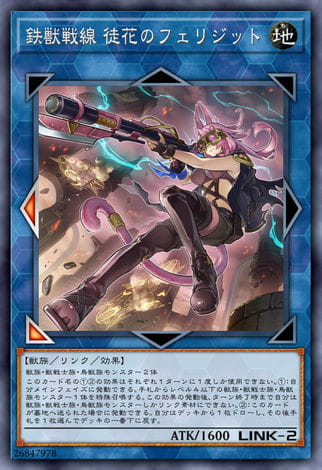 鉄獣戦線 徒花のフェリジット
地
【獣族／リンク／効果】
獣族・獣戦士族・鳥獣族モンスター２体
このカード名の①②の効果はそれぞれ１ターンに１度しか使用できない。①：自
分メインフェイズに発動できる。手札からレベル４以下の獣族・獣戦士族・鳥獣
族モンスター１体を特殊召喚する。この効果の発動後、ターン終了時まで自分は
獣族・獣戦士族・鳥獣族モンスターしかリンク素材にできない。②：このカード
が墓地へ送られた場合に発動できる。自分はデッキから１枚ドローし、その後手
札を１枚選んでデッキの一番下に戻す。
ATK/1600 LINK-2
26847978